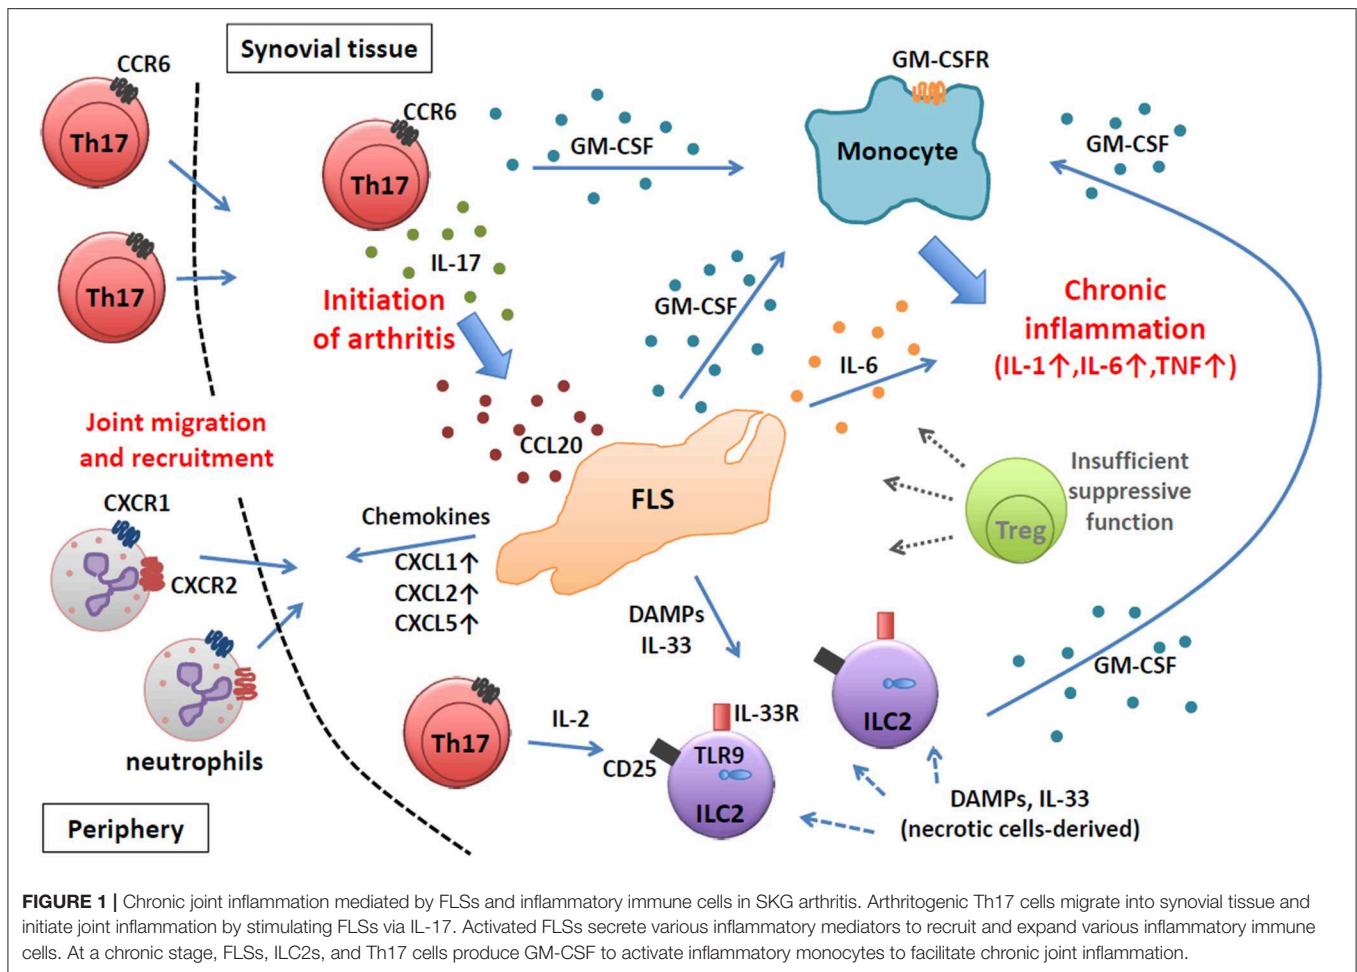 Synovial tissue
CCR6
Th17
Th17
CCR6
Th17
GM-CSF
GM-CSFR
Monocyte
GM-CSF
IL-17
Initiation
of arthritis
GM-CSF
Chronic
inflammation
(IL-1↑,IL-6↑,TNF↑)
IL-6
Joint migration
and recruitment
CCL20
FLS
Insufficient
suppressive
function
Treg
CXCR1
CXCR2
neutrophils
Chemokines
CXCL1↑
CXCL2↑
CXCL5↑
DAMPs
IL-33
ILC2
GM-CSF
Th17
IL-2
IL-33R
CD25
TLR9
ILC2
DAMPs, IL-33
(necrotic cells-derived)
Periphery
FIGURE 1 | Chronic joint inflammation mediated by FLSs and inflammatory immune cells in SKG arthritis. Arthritogenic Th17 cells migrate into synovial tissue and
initiate joint inflammation by stimulating FLSs via IL-17. Activated FLSs secrete various inflammatory mediators to recruit and expand various inflammatory immune
cells. At a chronic stage, FLSs, ILC2s, and Th17 cells produce GM-CSF to activate inflammatory monocytes to facilitate chronic joint inflammation.